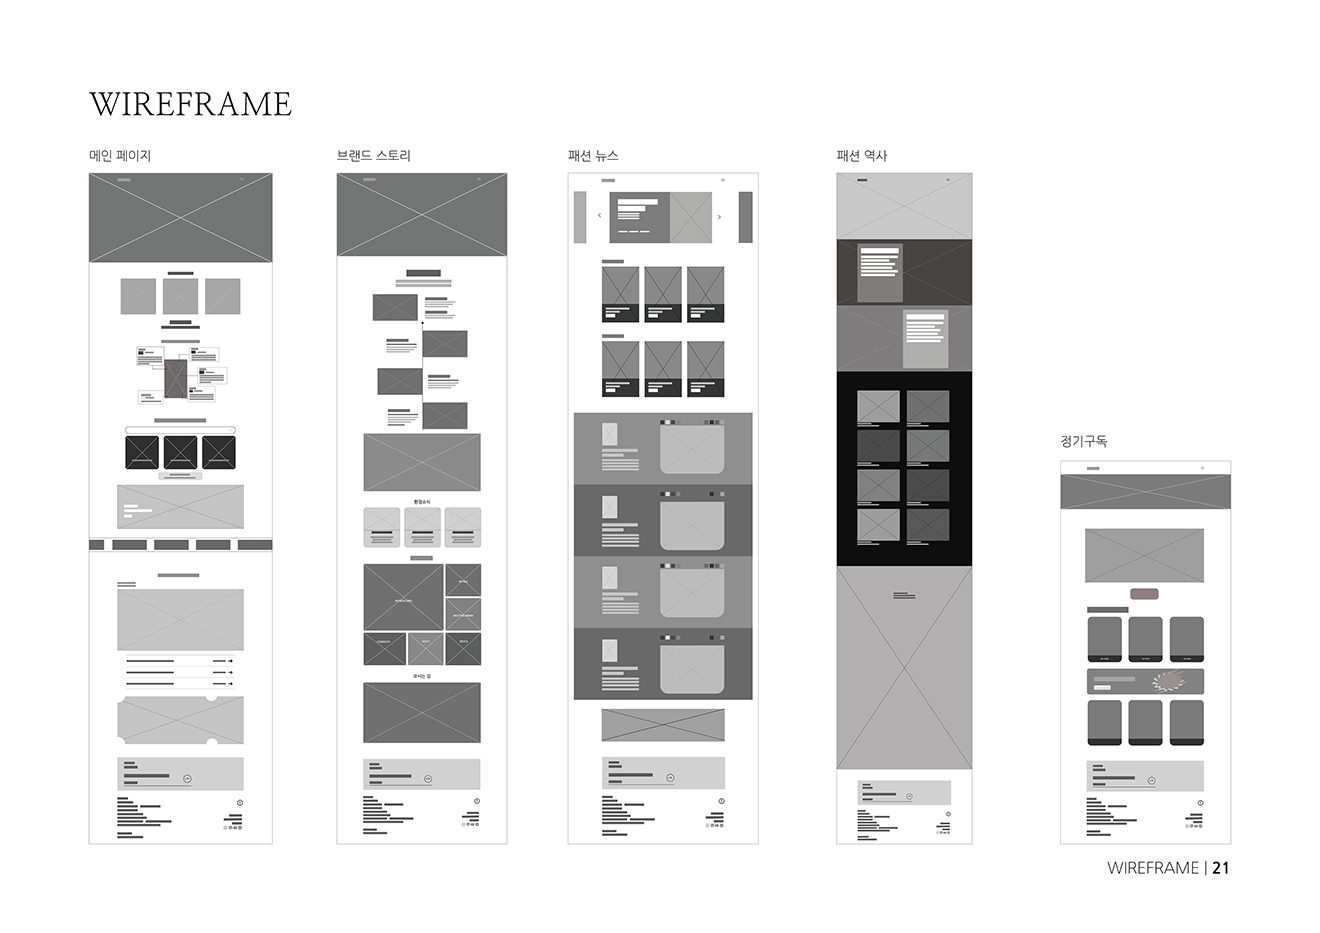 WIREFRAME
메인 페이지
브랜드 스토리
패션 뉴스
패션 역사
정기구독
환경소식
오시는 길
WIREFRAME | 21